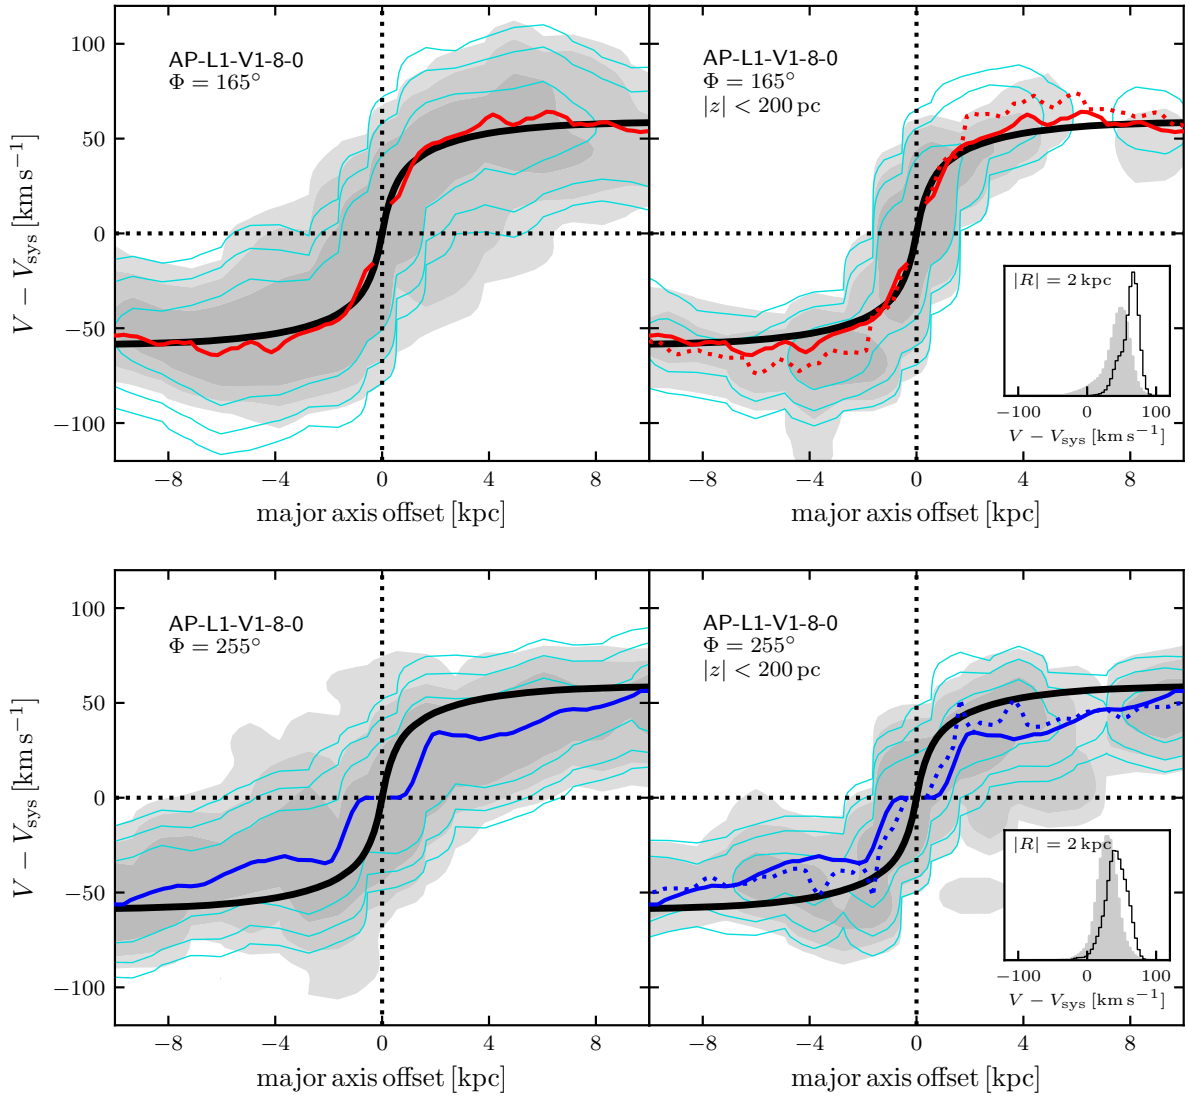 AP-L1-V1-8-0
Φ = 165°
100
50
0
−50
−100
V − V_sys [km s⁻¹]
−8 −4 0 4 8
major axis offset [kpc]
AP-L1-V1-8-0
Φ = 165°
|z| < 200 pc
|R| = 2 kpc
−100 0 100
V − V_sys [km s⁻¹]
−8 −4 0 4 8
major axis offset [kpc]
AP-L1-V1-8-0
Φ = 255°
100
50
0
−50
−100
V − V_sys [km s⁻¹]
−8 −4 0 4 8
major axis offset [kpc]
AP-L1-V1-8-0
Φ = 255°
|z| < 200 pc
|R| = 2 kpc
−100 0 100
V − V_sys [km s⁻¹]
−8 −4 0 4 8
major axis offset [kpc]